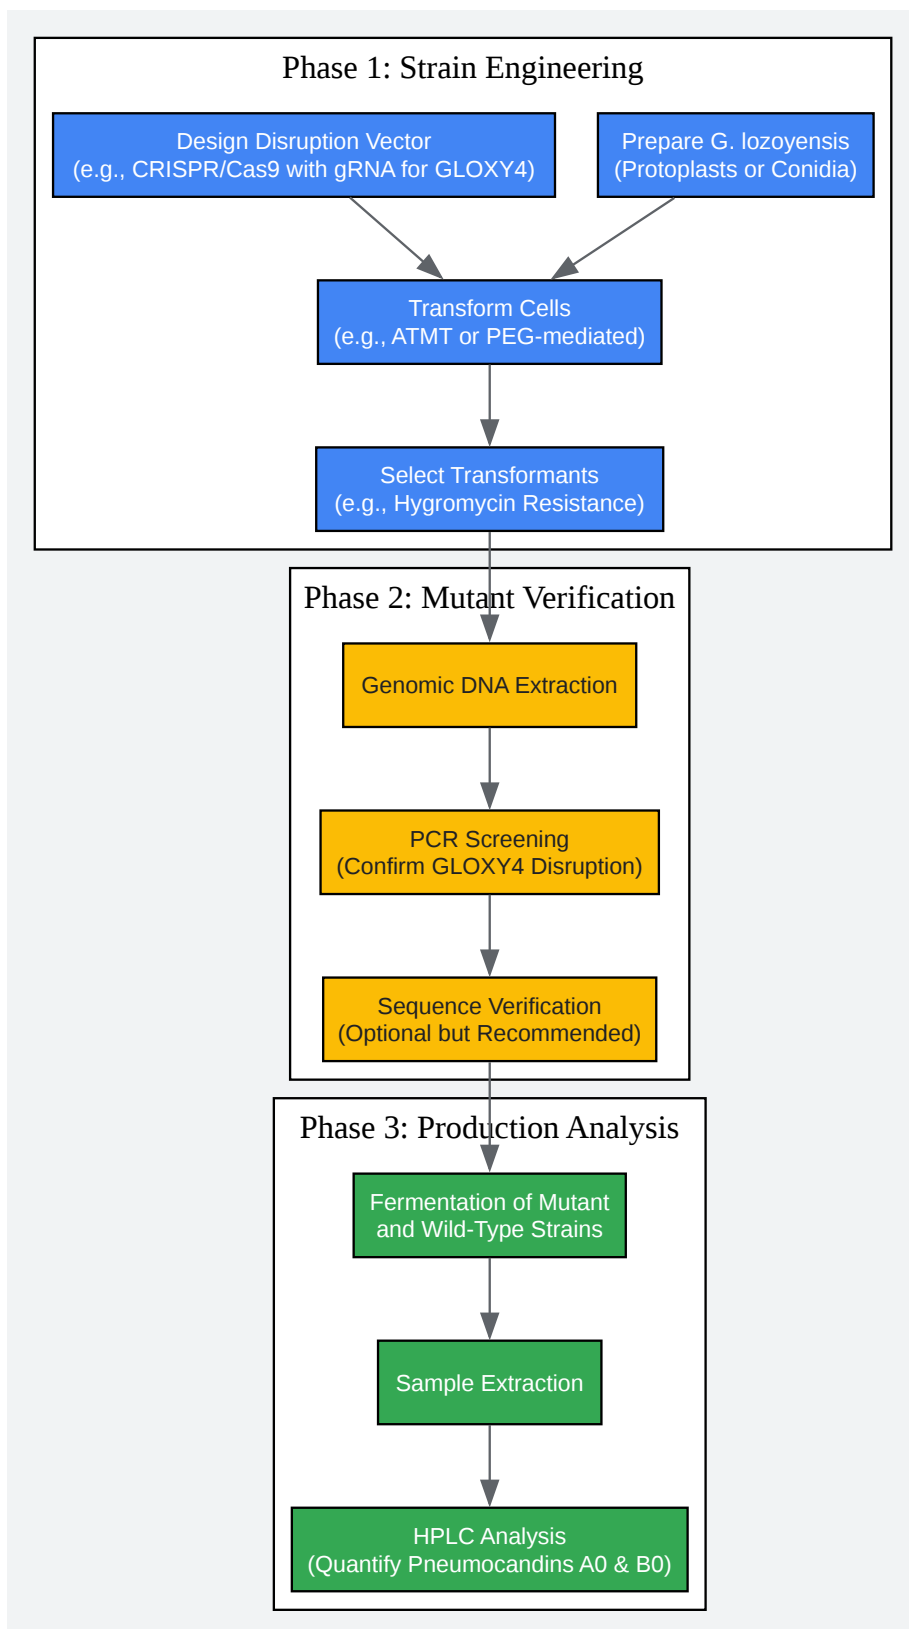 Phase 1: Strain Engineering
Design Disruption Vector
(e.g., CRISPR/Cas9 with gRNA for GLOXY4)
Prepare G. lozoyensis
(Protoplasts or Conidia)
Transform Cells
(e.g., ATMT or PEG-mediated)
Select Transformants
(e.g., Hygromycin Resistance)
Phase 2: Mutant Verification
Genomic DNA Extraction
PCR Screening
(Confirm GLOXY4 Disruption)
Sequence Verification
(Optional but Recommended)
Phase 3: Production Analysis
Fermentation of Mutant
and Wild-Type Strains
Sample Extraction
HPLC Analysis
(Quantify Pneumocandins A0 & B0)